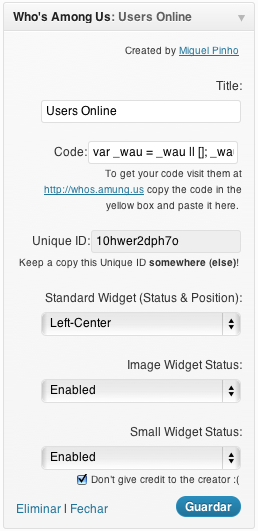 Who's Among Us: Users Online
Created by Miguel Pinho
Title:
Users Online
Code: var _wau = _wau || []; _wau
To get your code visit them at
http://whos.amung.us copy the code in the
yellow box and paste it here.
Unique ID: 10hwer2dph7o
Keep a copy this Unique ID somewhere (else)!
Standard Widget (Status & Position):
Left-Center
Image Widget Status:
Enabled
Small Widget Status:
Enabled
Don't give credit to the creator :(
Eliminar | Fechar
Guardar